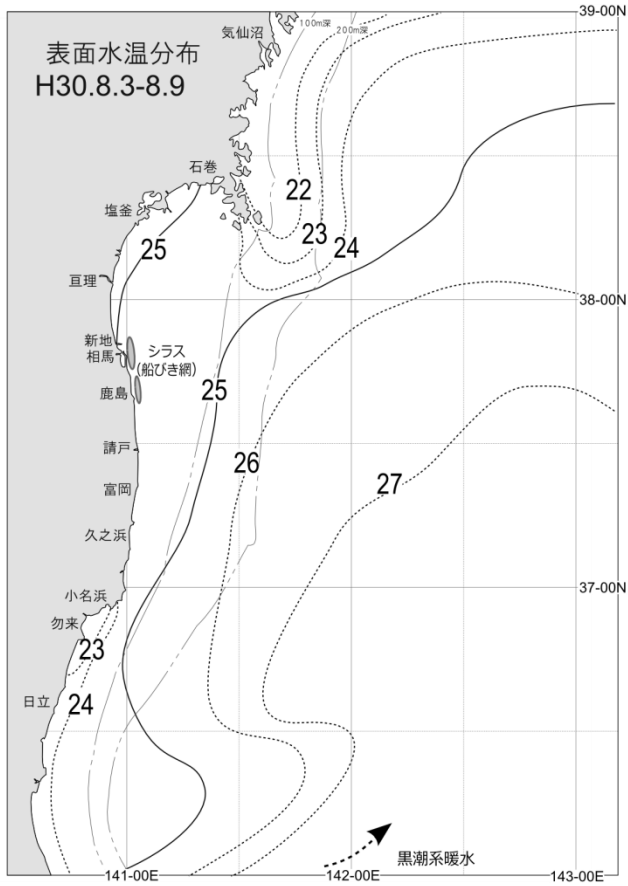 39-00N
100m深
200m深
気仙沼
表面水温分布
H30.8.3-8.9
石巻
22
塩釜
23
24
25
亘理
38-00N
新地
シラス
相馬
(船びき網)
25
鹿島
請戸
26
27
富岡
久之浜
37-00N
小名浜
勿来
23
24
日立
黒潮系暖水
141-00E
142-00E
143-00E